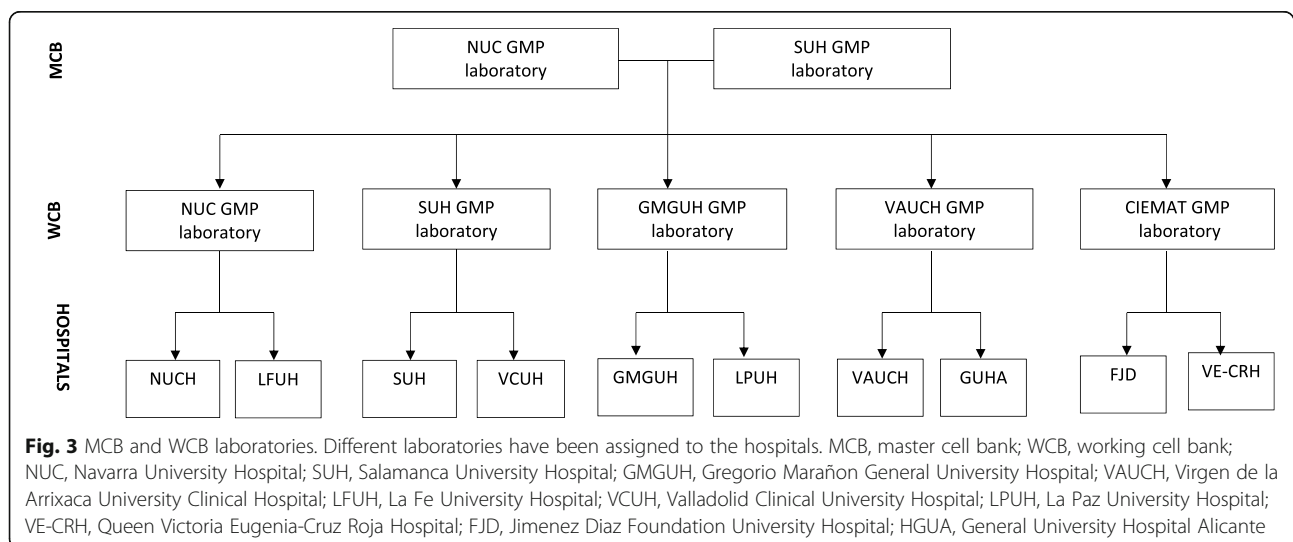 MCB
NUC GMP
laboratory
SUH GMP
laboratory
WCB
NUC GMP
laboratory
SUH GMP
laboratory
GMGUH GMP
laboratory
VAUCH GMP
laboratory
CIEMAT GMP
laboratory
HOSPITALS
NUCH
LFUH
SUH
VCUH
GMGUH
LPUH
VAUCH
GUHA
FJD
VE-CRH
Fig. 3 MCB and WCB laboratories. Different laboratories have been assigned to the hospitals. MCB, master cell bank; WCB, working cell bank;
NUC, Navarra University Hospital; SUH, Salamanca University Hospital; GMGUH, Gregorio Marañon General University Hospital; VAUCH, Virgen de la
Arrixaca University Clinical Hospital; LFUH, La Fe University Hospital; VCUH, Valladolid Clinical University Hospital; LPUH, La Paz University Hospital;
VE-CRH, Queen Victoria Eugenia-Cruz Roja Hospital; FJD, Jimenez Diaz Foundation University Hospital; HGUA, General University Hospital Alicante